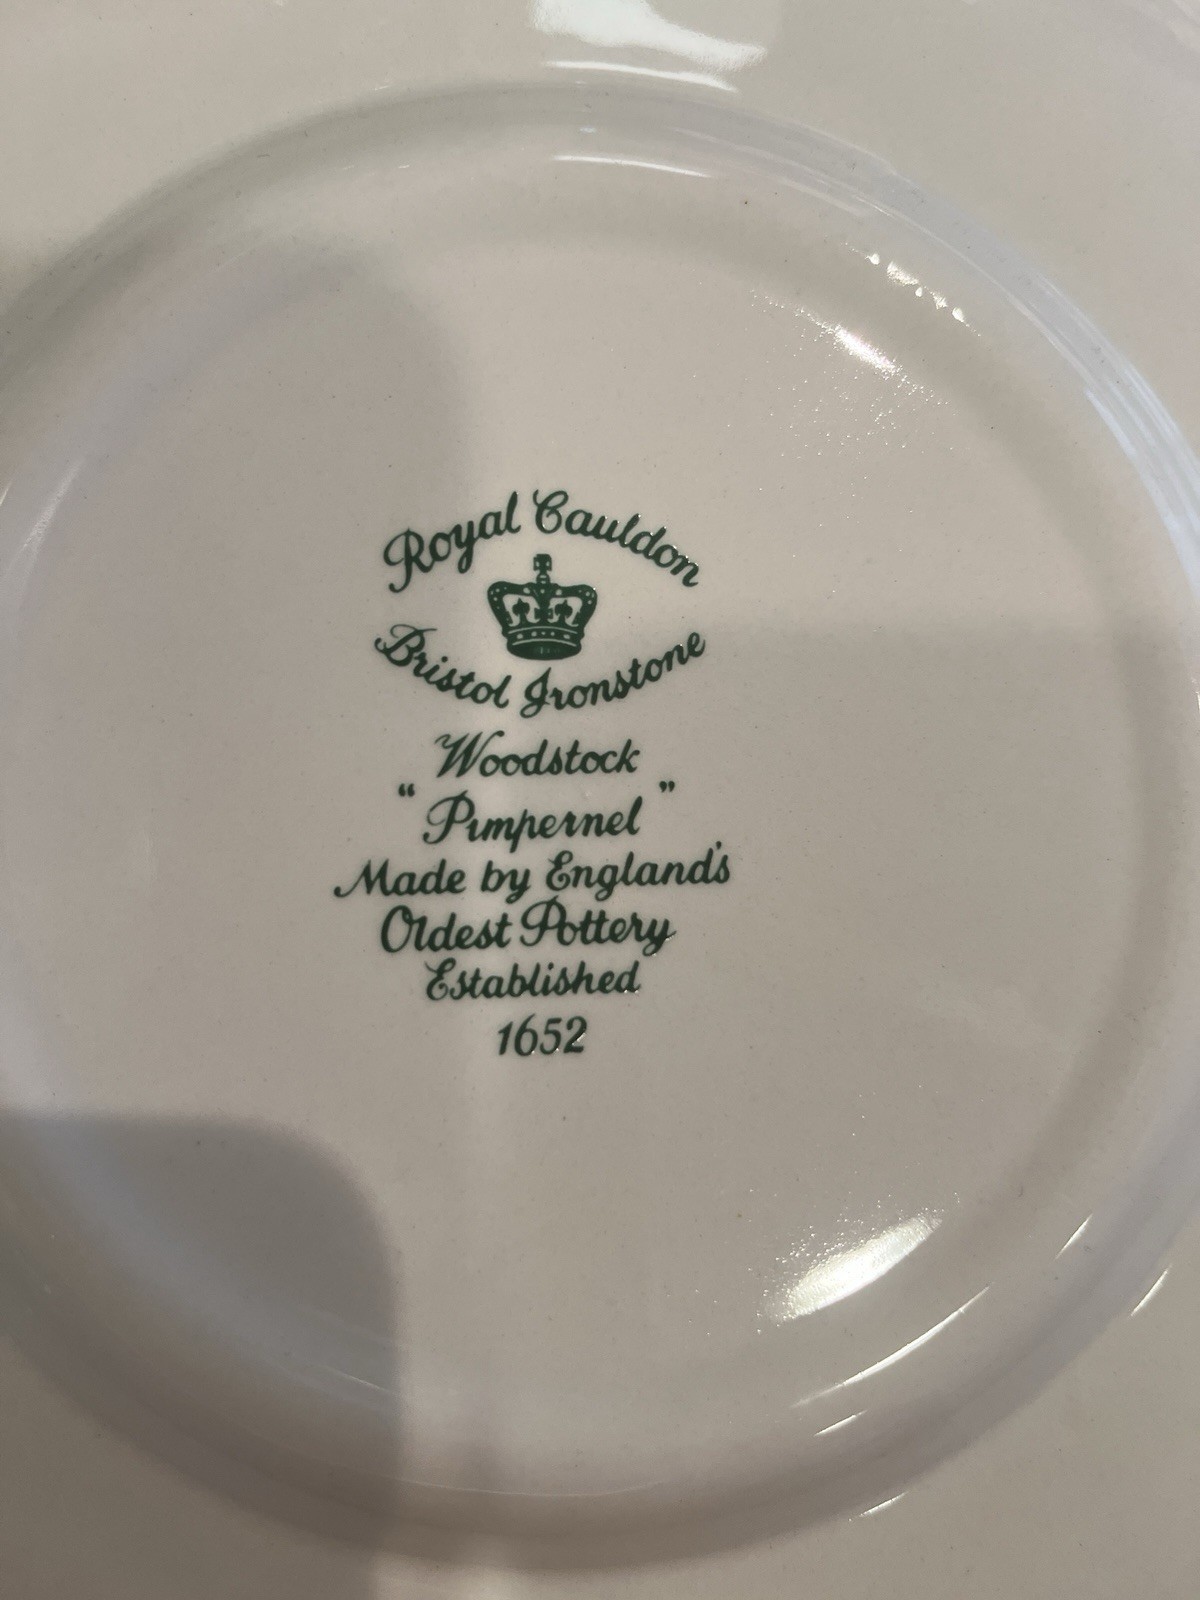 Royal Cauldon
Bristol Ironstone
Woodstock
"Pimpernel"
Made by England's
Oldest Pottery
Established
1652